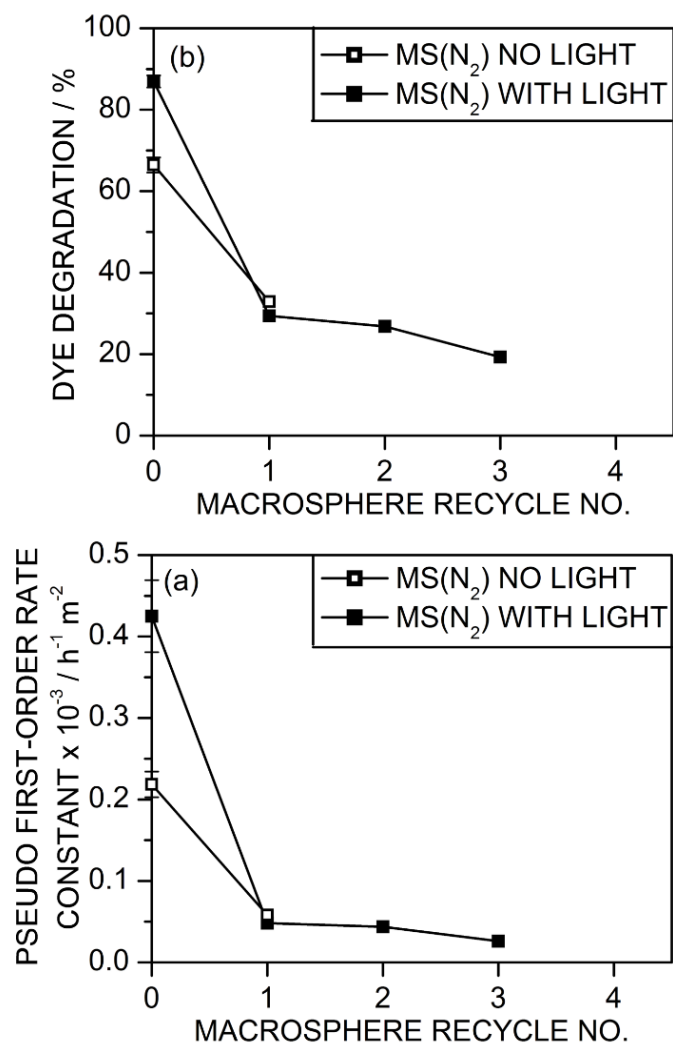 (b)
MS(N₂) NO LIGHT
MS(N₂) WITH LIGHT
DYE DEGRADATION / %
100
80
60
40
20
0
0 1 2 3 4
MACROSPHERE RECYCLE NO.
(a)
MS(N₂) NO LIGHT
MS(N₂) WITH LIGHT
PSEUDO FIRST-ORDER RATE
CONSTANT x 10⁻³ / h⁻¹ m⁻²
0.5
0.4
0.3
0.2
0.1
0.0
0 1 2 3 4
MACROSPHERE RECYCLE NO.